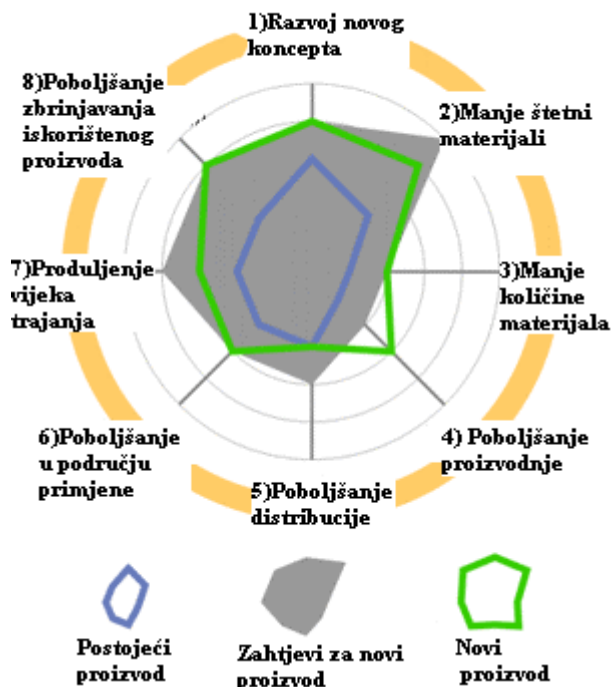 1)Razvoj novog
koncepta
2)Manje štetni
materijali
3)Manje
količine
materijala
4) Poboljšanje
proizvodnje
5)Poboljšanje
distribucije
6)Poboljšanje
u području
primjene
7)Produljenje
vijeka
trajanja
8)Poboljšanje
zbrinjavanja
iskorištenog
proizvoda
Postojeći
proizvod
Zahtjevi za novi
proizvod
Novi
proizvod